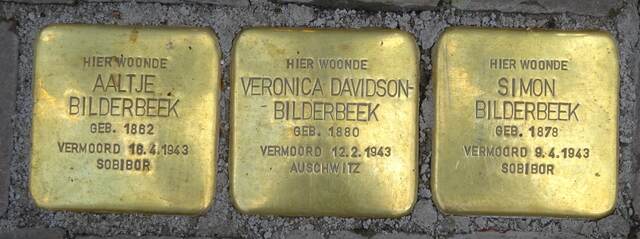 HIER WOONDE
AALTJE
BILDERBEEK
GEB. 1882
VERMOORD 16.4.1943
SOBIBOR
HIER WOONDE
VERONICA DAVIDSON-
BILDERBEEK
GEB. 1880
VERMOORD 12.2.1943
AUSCHWITZ
HIER WOONDE
SIMON
BILDERBEEK
GEB. 1878
VERMOORD 9.4.1943
SOBIBOR